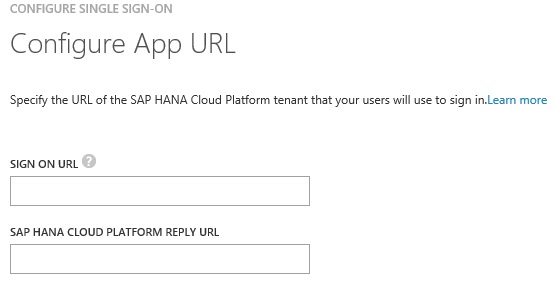 CONFIGURE SINGLE SIGN-ON
Configure App URL
Specify the URL of the SAP HANA Cloud Platform tenant that your users will use to sign in.Learn more
SIGN ON URL ?
SAP HANA CLOUD PLATFORM REPLY URL